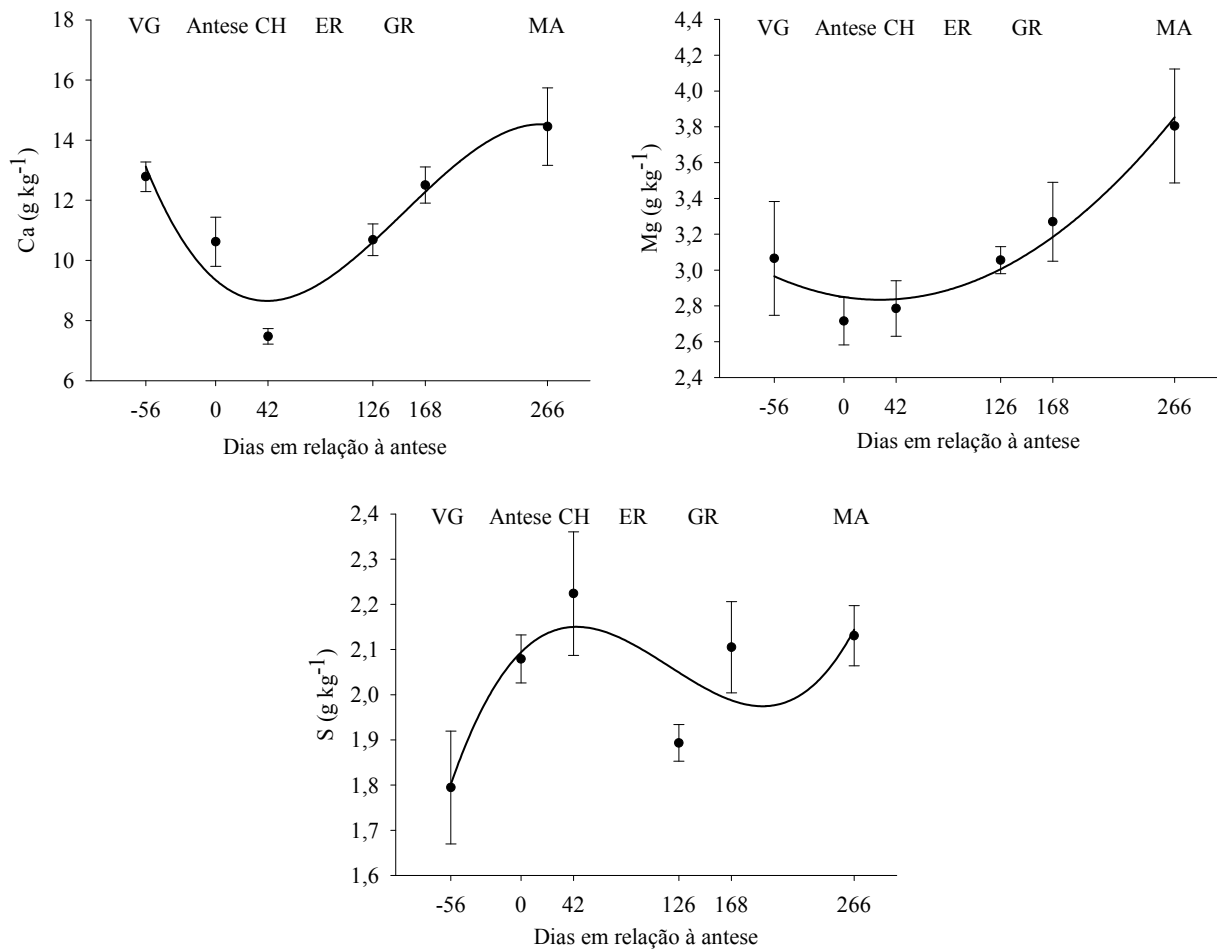 VG Antese CH ER GR MA
18
16
14
12
10
8
6
Ca (g kg-1)
-56 0 42 126 168 266
Dias em relação à antese
VG Antese CH ER GR MA
4,4
4,2
4,0
3,8
3,6
3,4
3,2
3,0
2,8
2,6
2,4
Mg (g kg-1)
-56 0 42 126 168 266
Dias em relação à antese
VG Antese CH ER GR MA
2,4
2,3
2,2
2,1
2,0
1,9
1,8
1,7
1,6
S (g kg-1)
-56 0 42 126 168 266
Dias em relação à antese